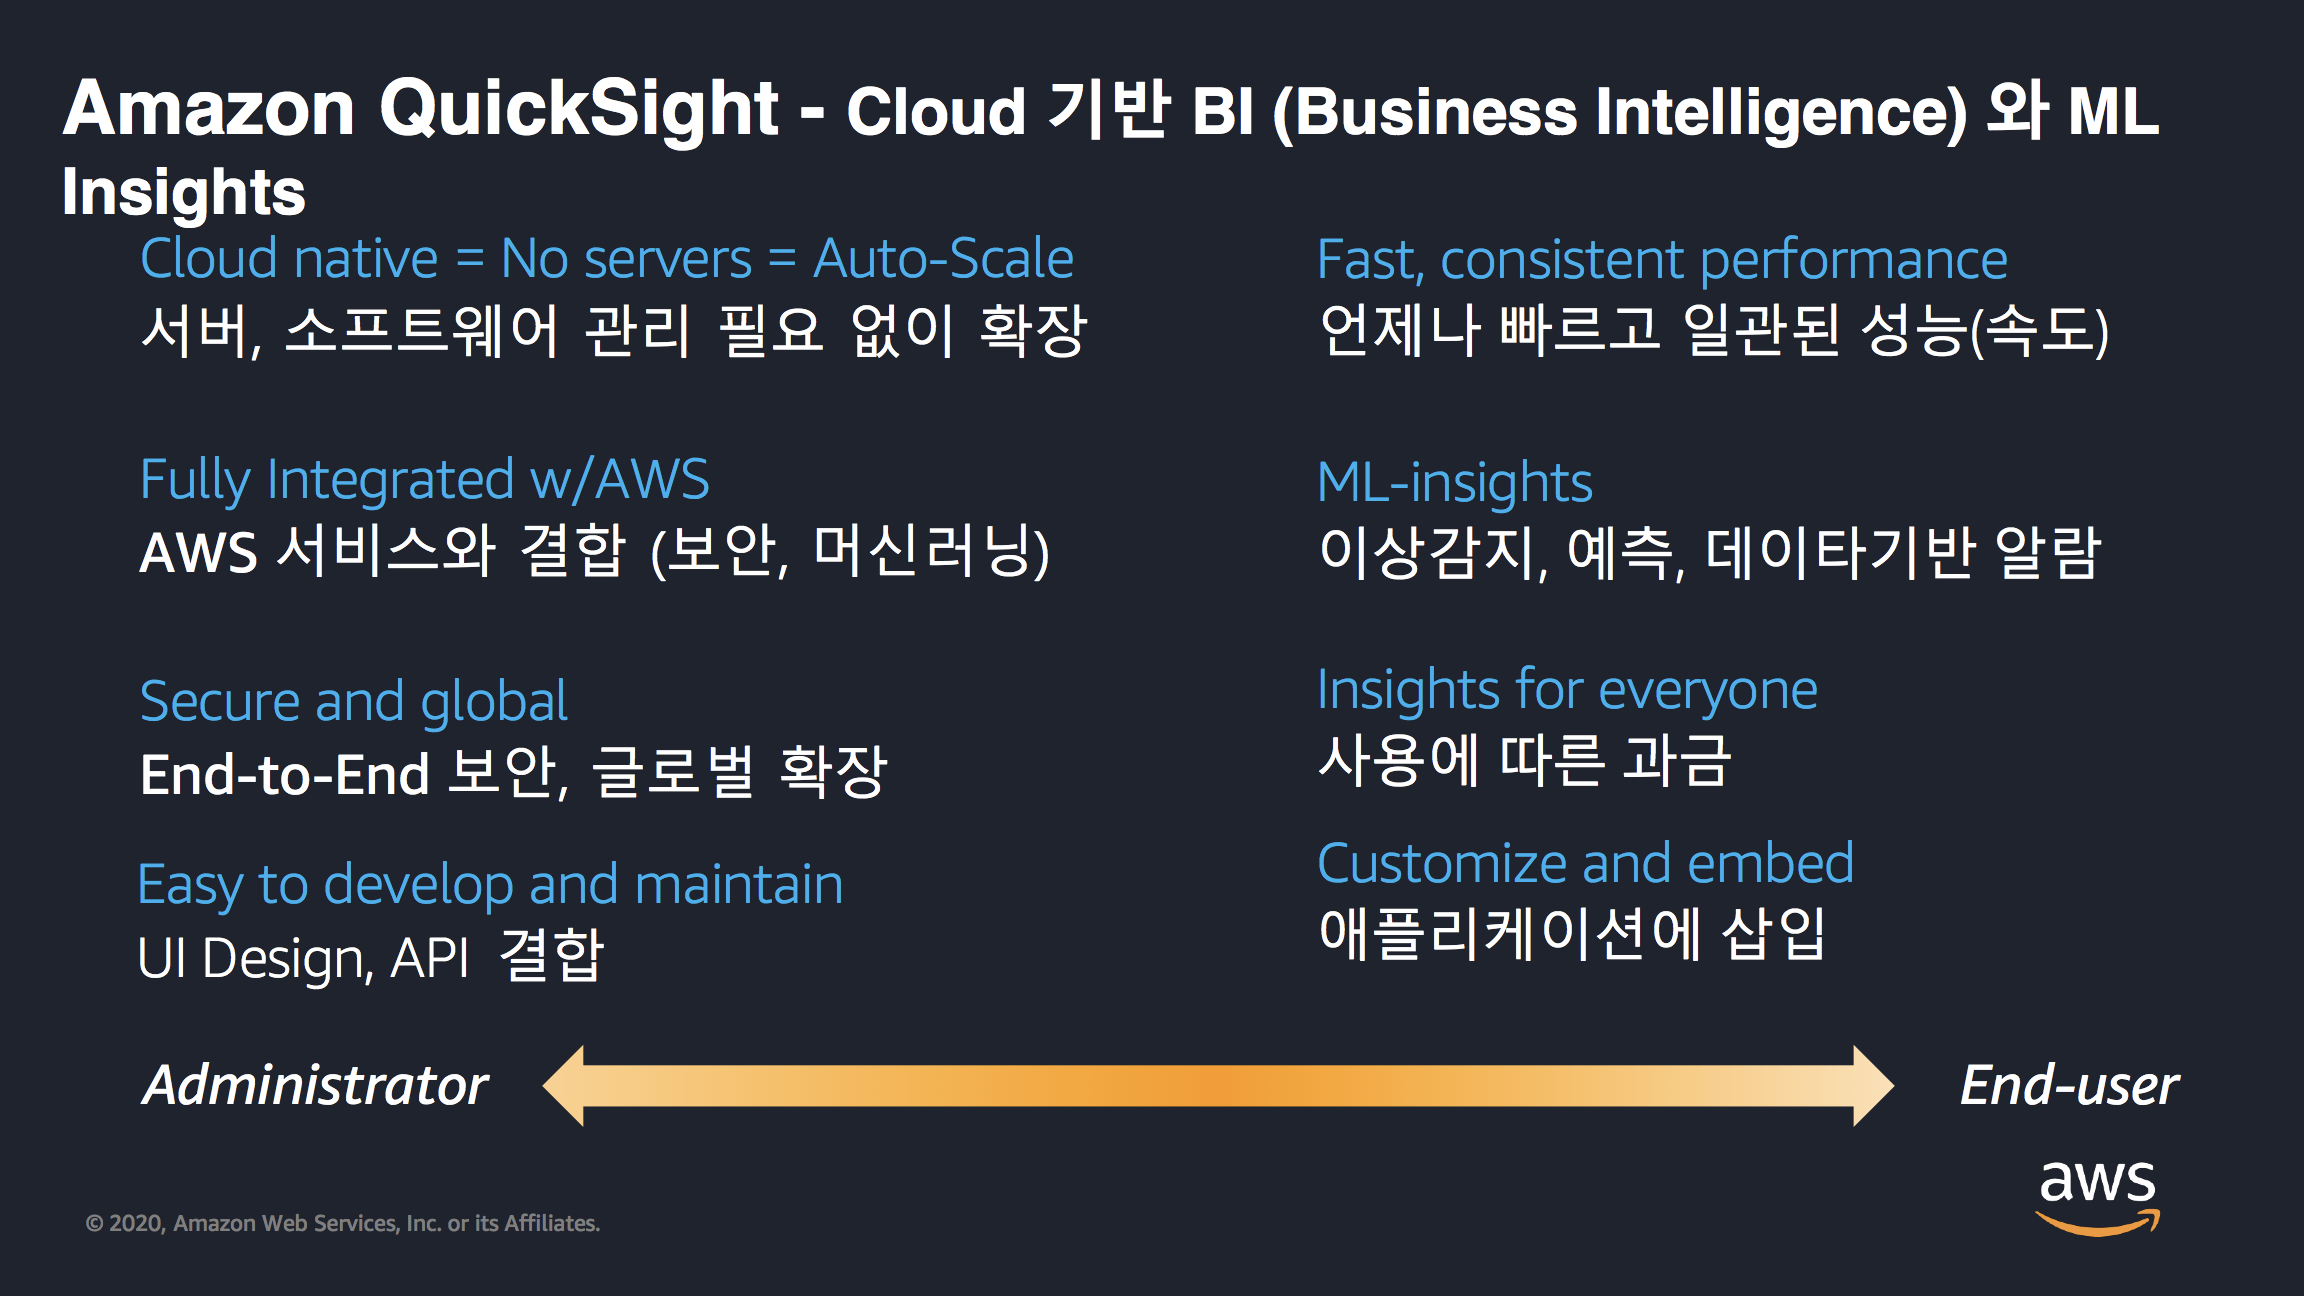 Amazon QuickSight - Cloud 기반 BI (Business Intelligence) 와 ML
Insights
Cloud native = No servers = Auto-Scale
서버, 소프트웨어 관리 필요 없이 확장
Fully Integrated w/AWS
AWS 서비스와 결합 (보안, 머신러닝)
Secure and global
End-to-End 보안, 글로벌 확장
Easy to develop and maintain
UI Design, API 결합
Fast, consistent performance
언제나 빠르고 일관된 성능(속도)
ML-insights
이상감지, 예측, 데이타기반 알람
Insights for everyone
사용에 따른 과금
Customize and embed
애플리케이션에 삽입
Administrator
End-user
© 2020, Amazon Web Services, Inc. or its Affiliates.
aws